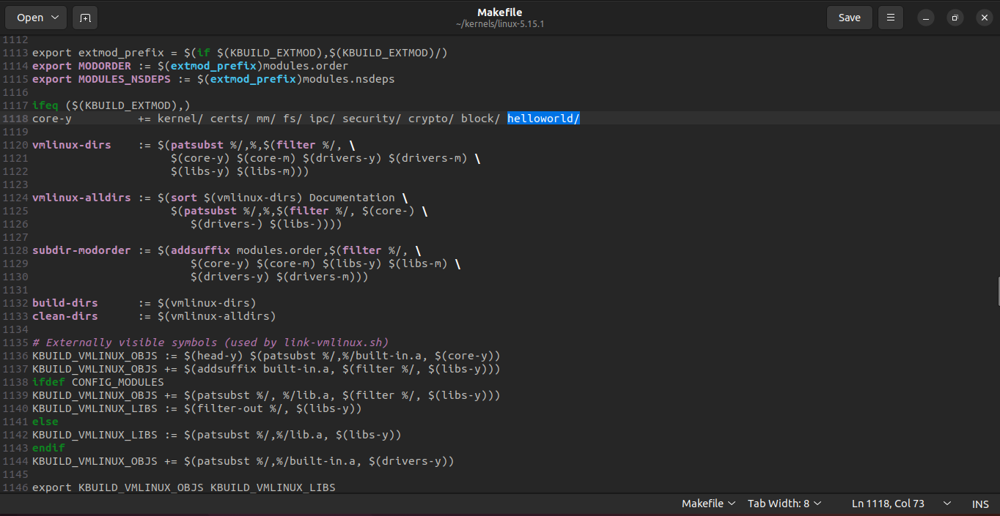 Open
Makefile
~/kernels/linux-5.15.1
Save
1112
1113 export extmod_prefix = $(if $(KBUILD_EXTMOD),$(KBUILD_EXTMOD)/)
1114 export MODORDER := $(extmod_prefix)modules.order
1115 export MODULES_NSDEPS := $(extmod_prefix)modules.nsdeps
1116
1117 ifeq ($(KBUILD_EXTMOD),)
1118 core-y          += kernel/ certs/ mm/ fs/ ipc/ security/ crypto/ block/ helloworld/
1119
1120 vmlinux-dirs    := $(patsubst %/,%,$(filter %/, \
1121                      $(core-y) $(core-m) $(drivers-y) $(drivers-m) \
1122                      $(libs-y) $(libs-m)))
1123
1124 vmlinux-alldirs := $(sort $(vmlinux-dirs) Documentation \
1125                      $(patsubst %/,%,$(filter %/, $(core-) \
1126                         $(drivers-) $(libs-))))
1127
1128 subdir-modorder := $(addsuffix modules.order,$(filter %/, \
1129                         $(core-y) $(core-m) $(libs-y) $(libs-m) \
1130                         $(drivers-y) $(drivers-m)))
1131
1132 build-dirs      := $(vmlinux-dirs)
1133 clean-dirs      := $(vmlinux-alldirs)
1134
1135 # Externally visible symbols (used by link-vmlinux.sh)
1136 KBUILD_VMLINUX_OBJS := $(head-y) $(patsubst %/,%/built-in.a, $(core-y))
1137 KBUILD_VMLINUX_OBJS += $(addsuffix built-in.a, $(filter %/, $(libs-y)))
1138 ifdef CONFIG_MODULES
1139 KBUILD_VMLINUX_OBJS += $(patsubst %/, %/lib.a, $(filter %/, $(libs-y)))
1140 KBUILD_VMLINUX_LIBS := $(filter-out %/, $(libs-y))
1141 else
1142 KBUILD_VMLINUX_LIBS := $(patsubst %/,%/lib.a, $(libs-y))
1143 endif
1144 KBUILD_VMLINUX_OBJS += $(patsubst %/,%/built-in.a, $(drivers-y))
1145
1146 export KBUILD_VMLINUX_OBJS KBUILD_VMLINUX_LIBS
Makefile Tab Width: 8 Ln 1118, Col 73 INS